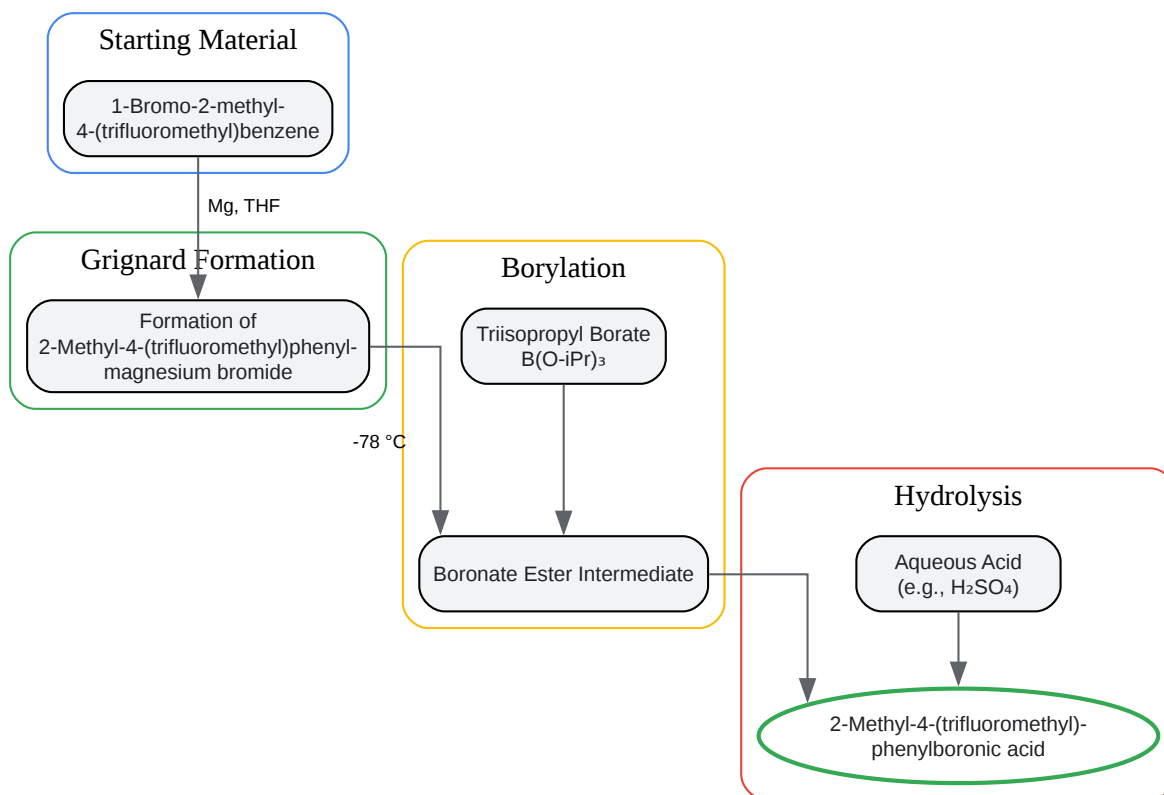 Starting Material
1-Bromo-2-methyl-
4-(trifluoromethyl)benzene
Mg, THF
Grignard Formation
Formation of
2-Methyl-4-(trifluoromethyl)phenyl-
magnesium bromide
-78 °C
Borylation
Triisopropyl Borate
B(O-iPr)₃
Boronate Ester Intermediate
Hydrolysis
Aqueous Acid
(e.g., H₂SO₄)
2-Methyl-4-(trifluoromethyl)-
phenylboronic acid